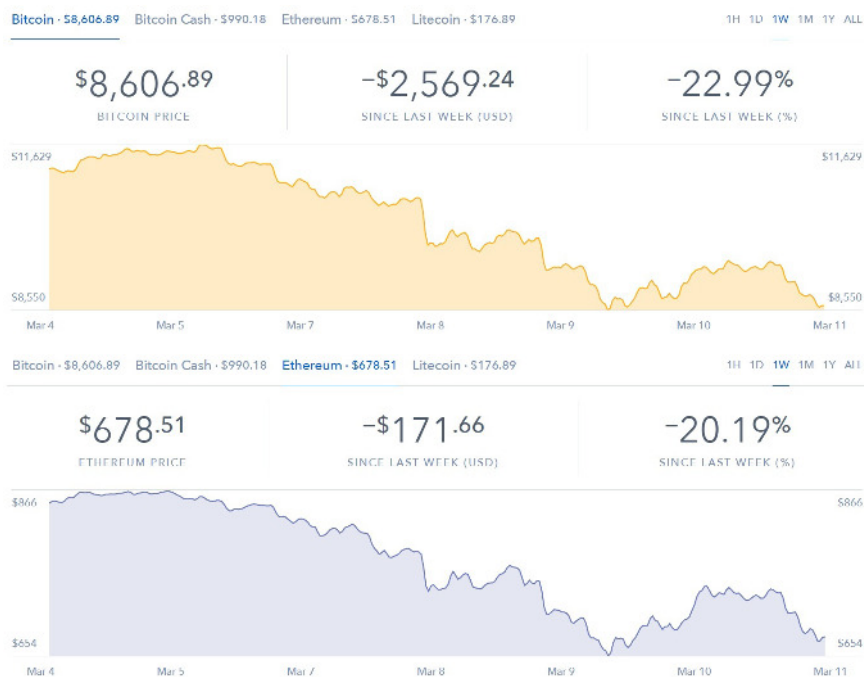 Bitcoin · $8,606.89 Bitcoin Cash · $990.18 Ethereum · $678.51 Litecoin · $176.89 1H 1D 1W 1M 1Y ALL
$8,606.89 −$2,569.24 −22.99%
BITCOIN PRICE SINCE LAST WEEK (USD) SINCE LAST WEEK (%)
$11,629 $11,629
$8,550 $8,550
Mar 4 Mar 5 Mar 7 Mar 8 Mar 9 Mar 10 Mar 11
Bitcoin · $8,606.89 Bitcoin Cash · $990.18 Ethereum · $678.51 Litecoin · $176.89 1H 1D 1W 1M 1Y ALL
$678.51 −$171.66 −20.19%
ETHEREUM PRICE SINCE LAST WEEK (USD) SINCE LAST WEEK (%)
$866 $866
$654 $654
Mar 4 Mar 5 Mar 7 Mar 8 Mar 9 Mar 10 Mar 11